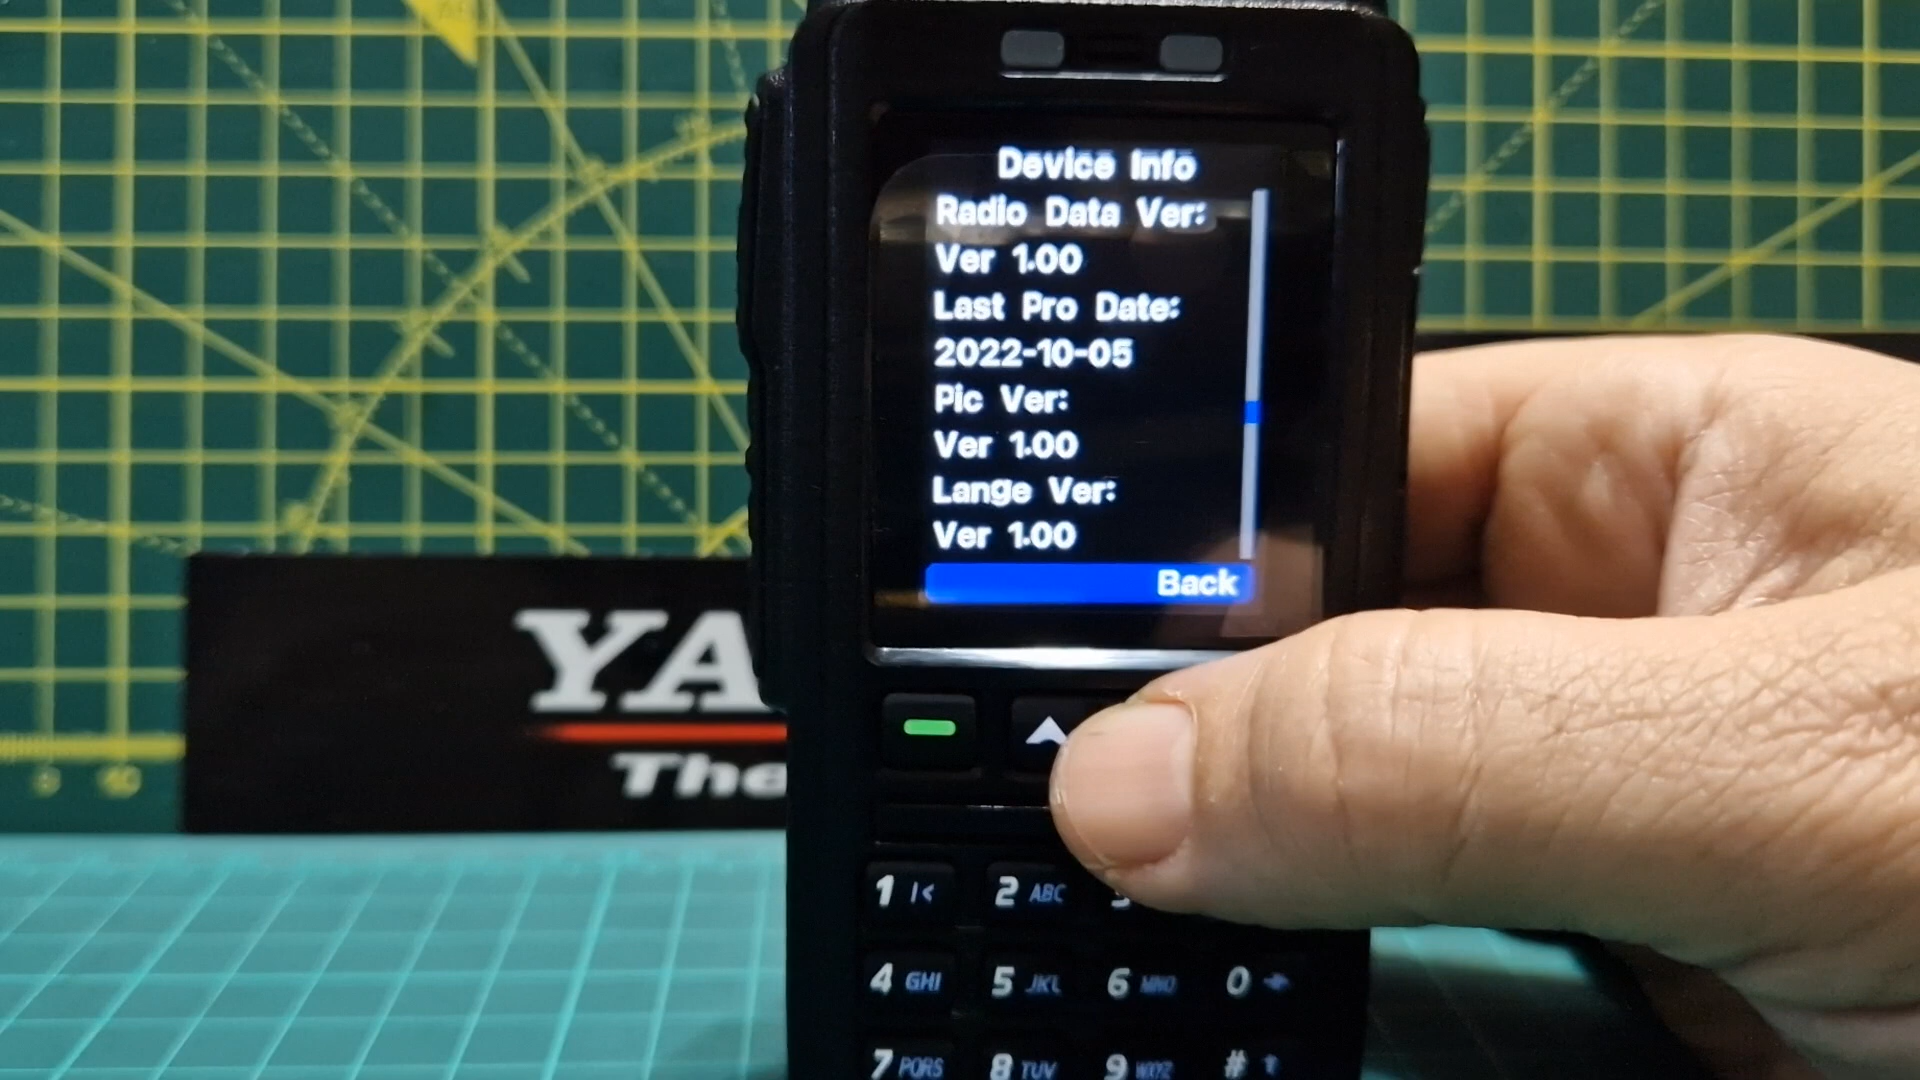 Device Info
Radio Data Ver:
Ver 1.00
Last Pro Date:
2022-10-05
Pic Ver:
Ver 1.00
Lange Ver:
Ver 1.00
Back
YA
The
1 |<
2 ABC
3
4 GHI
5 JKL
6 MNO
0
7 PQRS
8 TUV
9 WXYZ
#